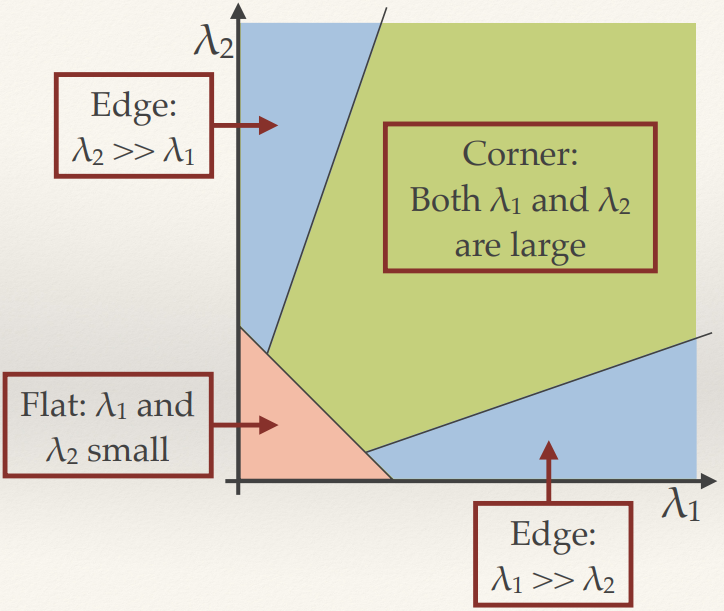 λ₂
Edge:
λ₂ >> λ₁
Corner:
Both λ₁ and λ₂
are large
Flat: λ₁ and
λ₂ small
λ₁
Edge:
λ₁ >> λ₂